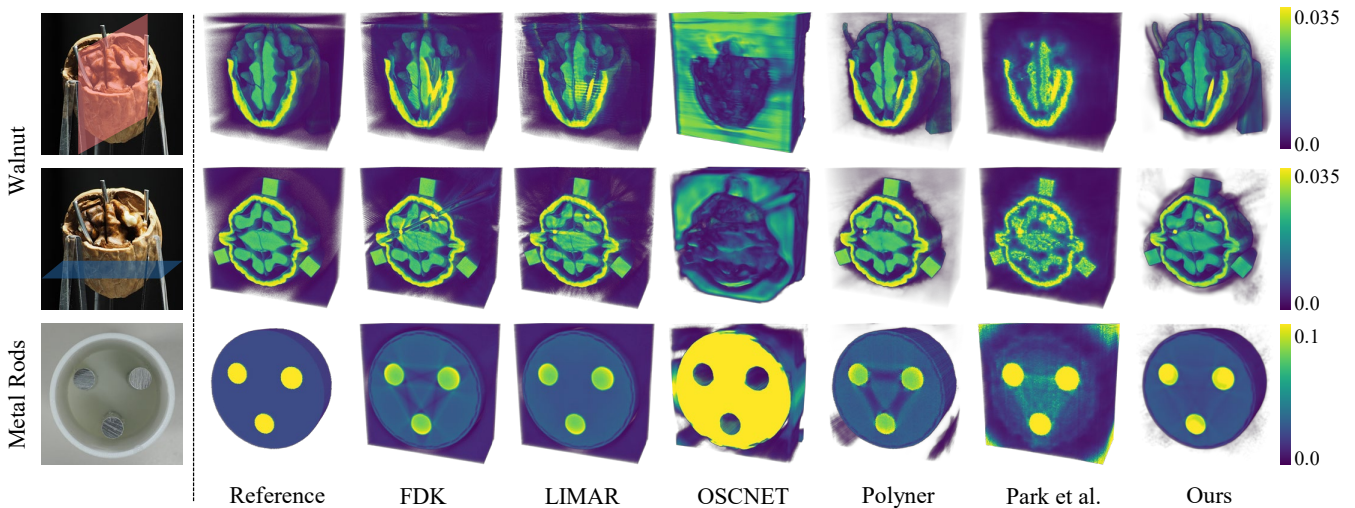 Walnut
Metal Rods
0.035
0.0
0.035
0.0
0.1
0.0
Reference FDK LIMAR OSCNET Polyner Park et al. Ours